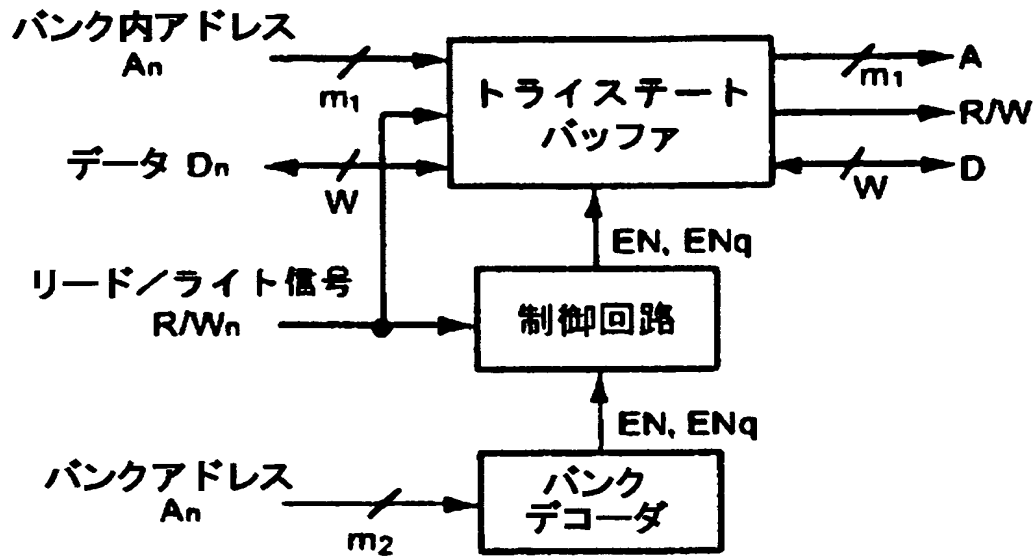 バンク内アドレス
An
m1
トライステート
バッファ
m1
A
R/W
データ Dn
W
W
D
EN, ENq
リード／ライト信号
R/Wn
制御回路
EN, ENq
バンクアドレス
An
m2
バンク
デコーダ